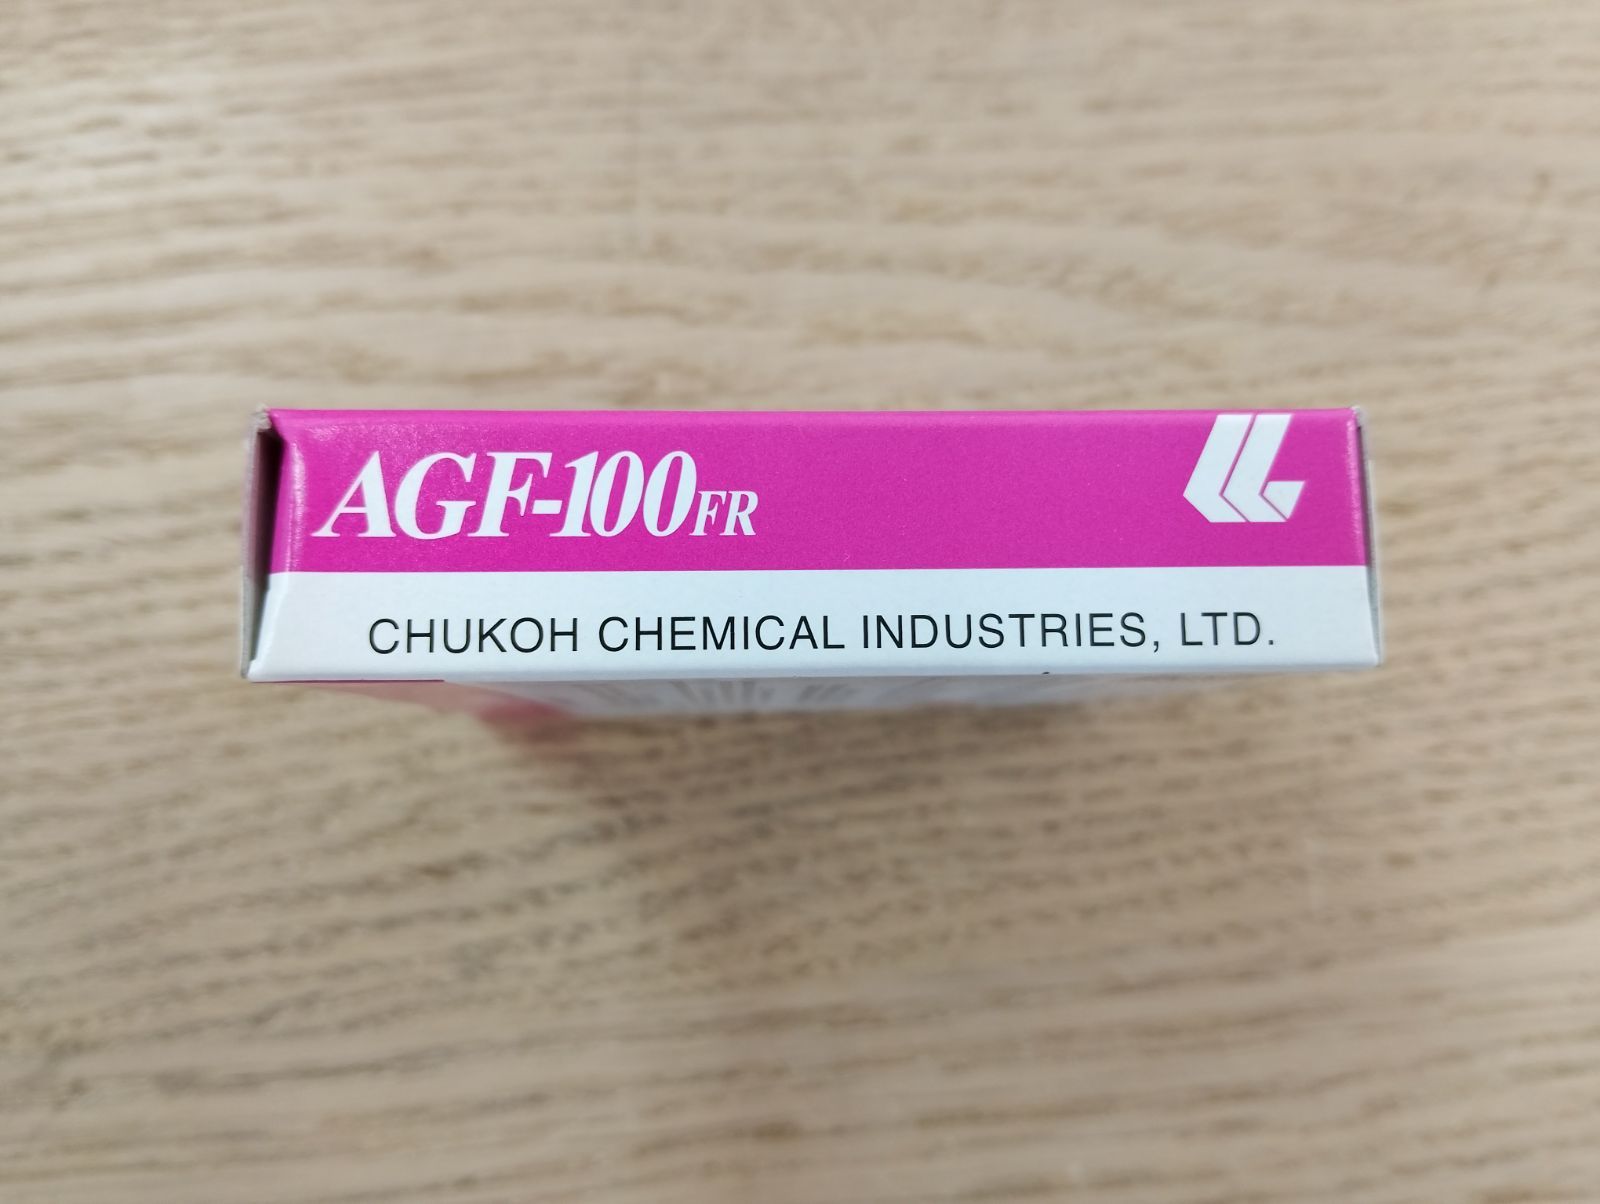 AGF-100FR
CHUKOH CHEMICAL INDUSTRIES, LTD.